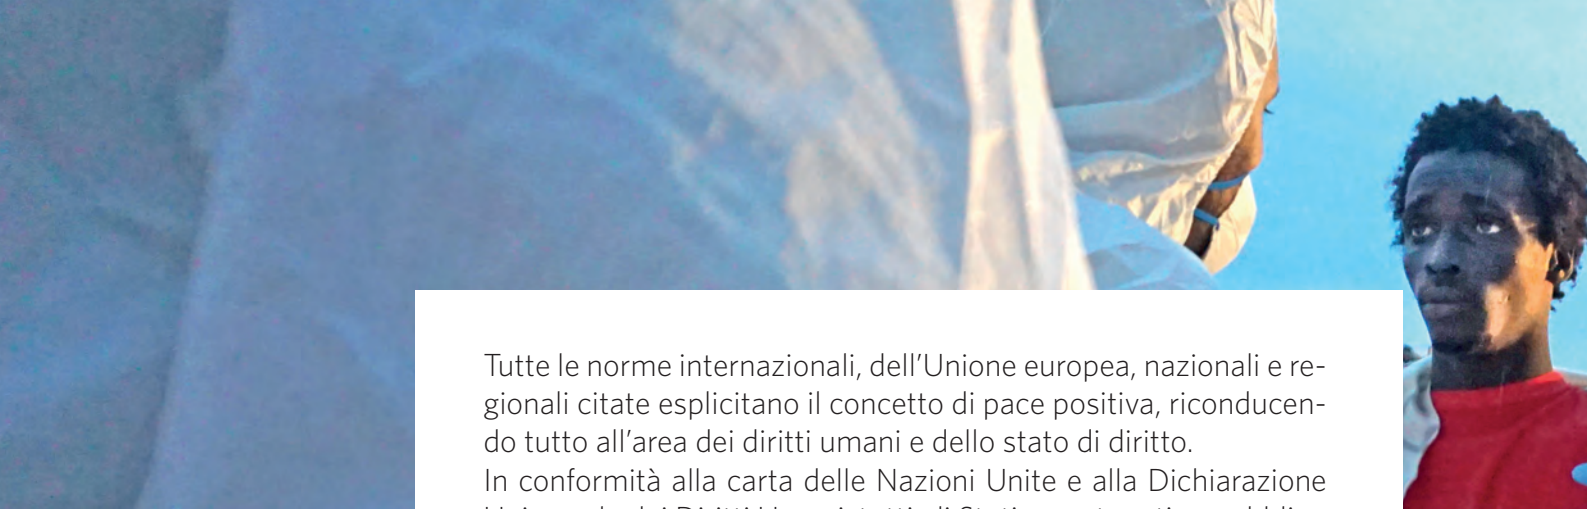 Tutte le norme internazionali, dell'Unione europea, nazionali e re-
gionali citate esplicitano il concetto di pace positiva, riconducen-
do tutto all'area dei diritti umani e dello stato di diritto.
In conformità alla carta delle Nazioni Unite e alla Dichiarazione